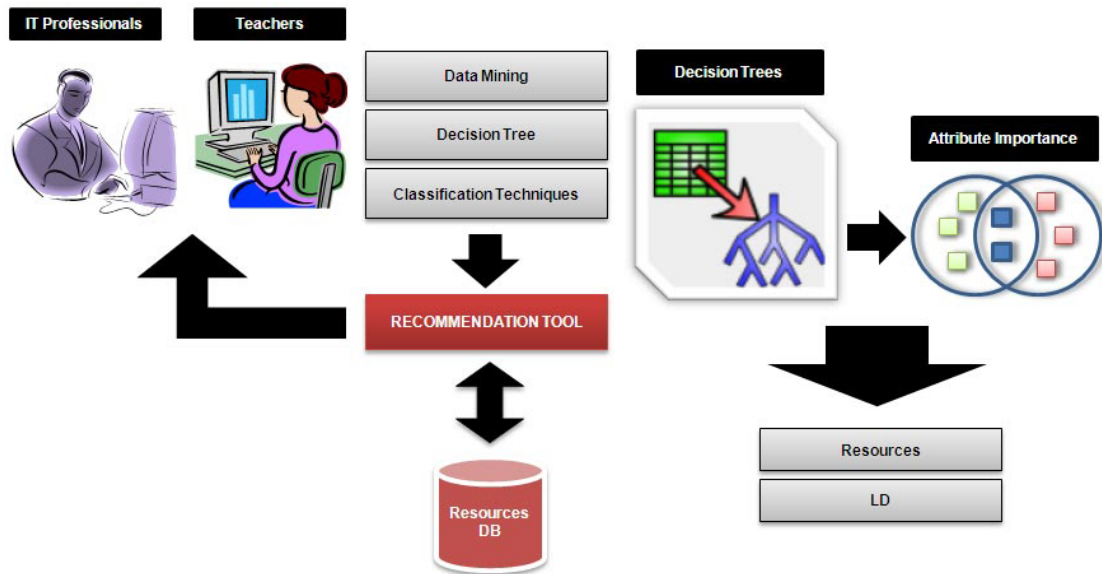 IT Professionals
Teachers
Data Mining
Decision Tree
Classification Techniques
RECOMMENDATION TOOL
Resources
DB
Decision Trees
Attribute Importance
Resources
LD